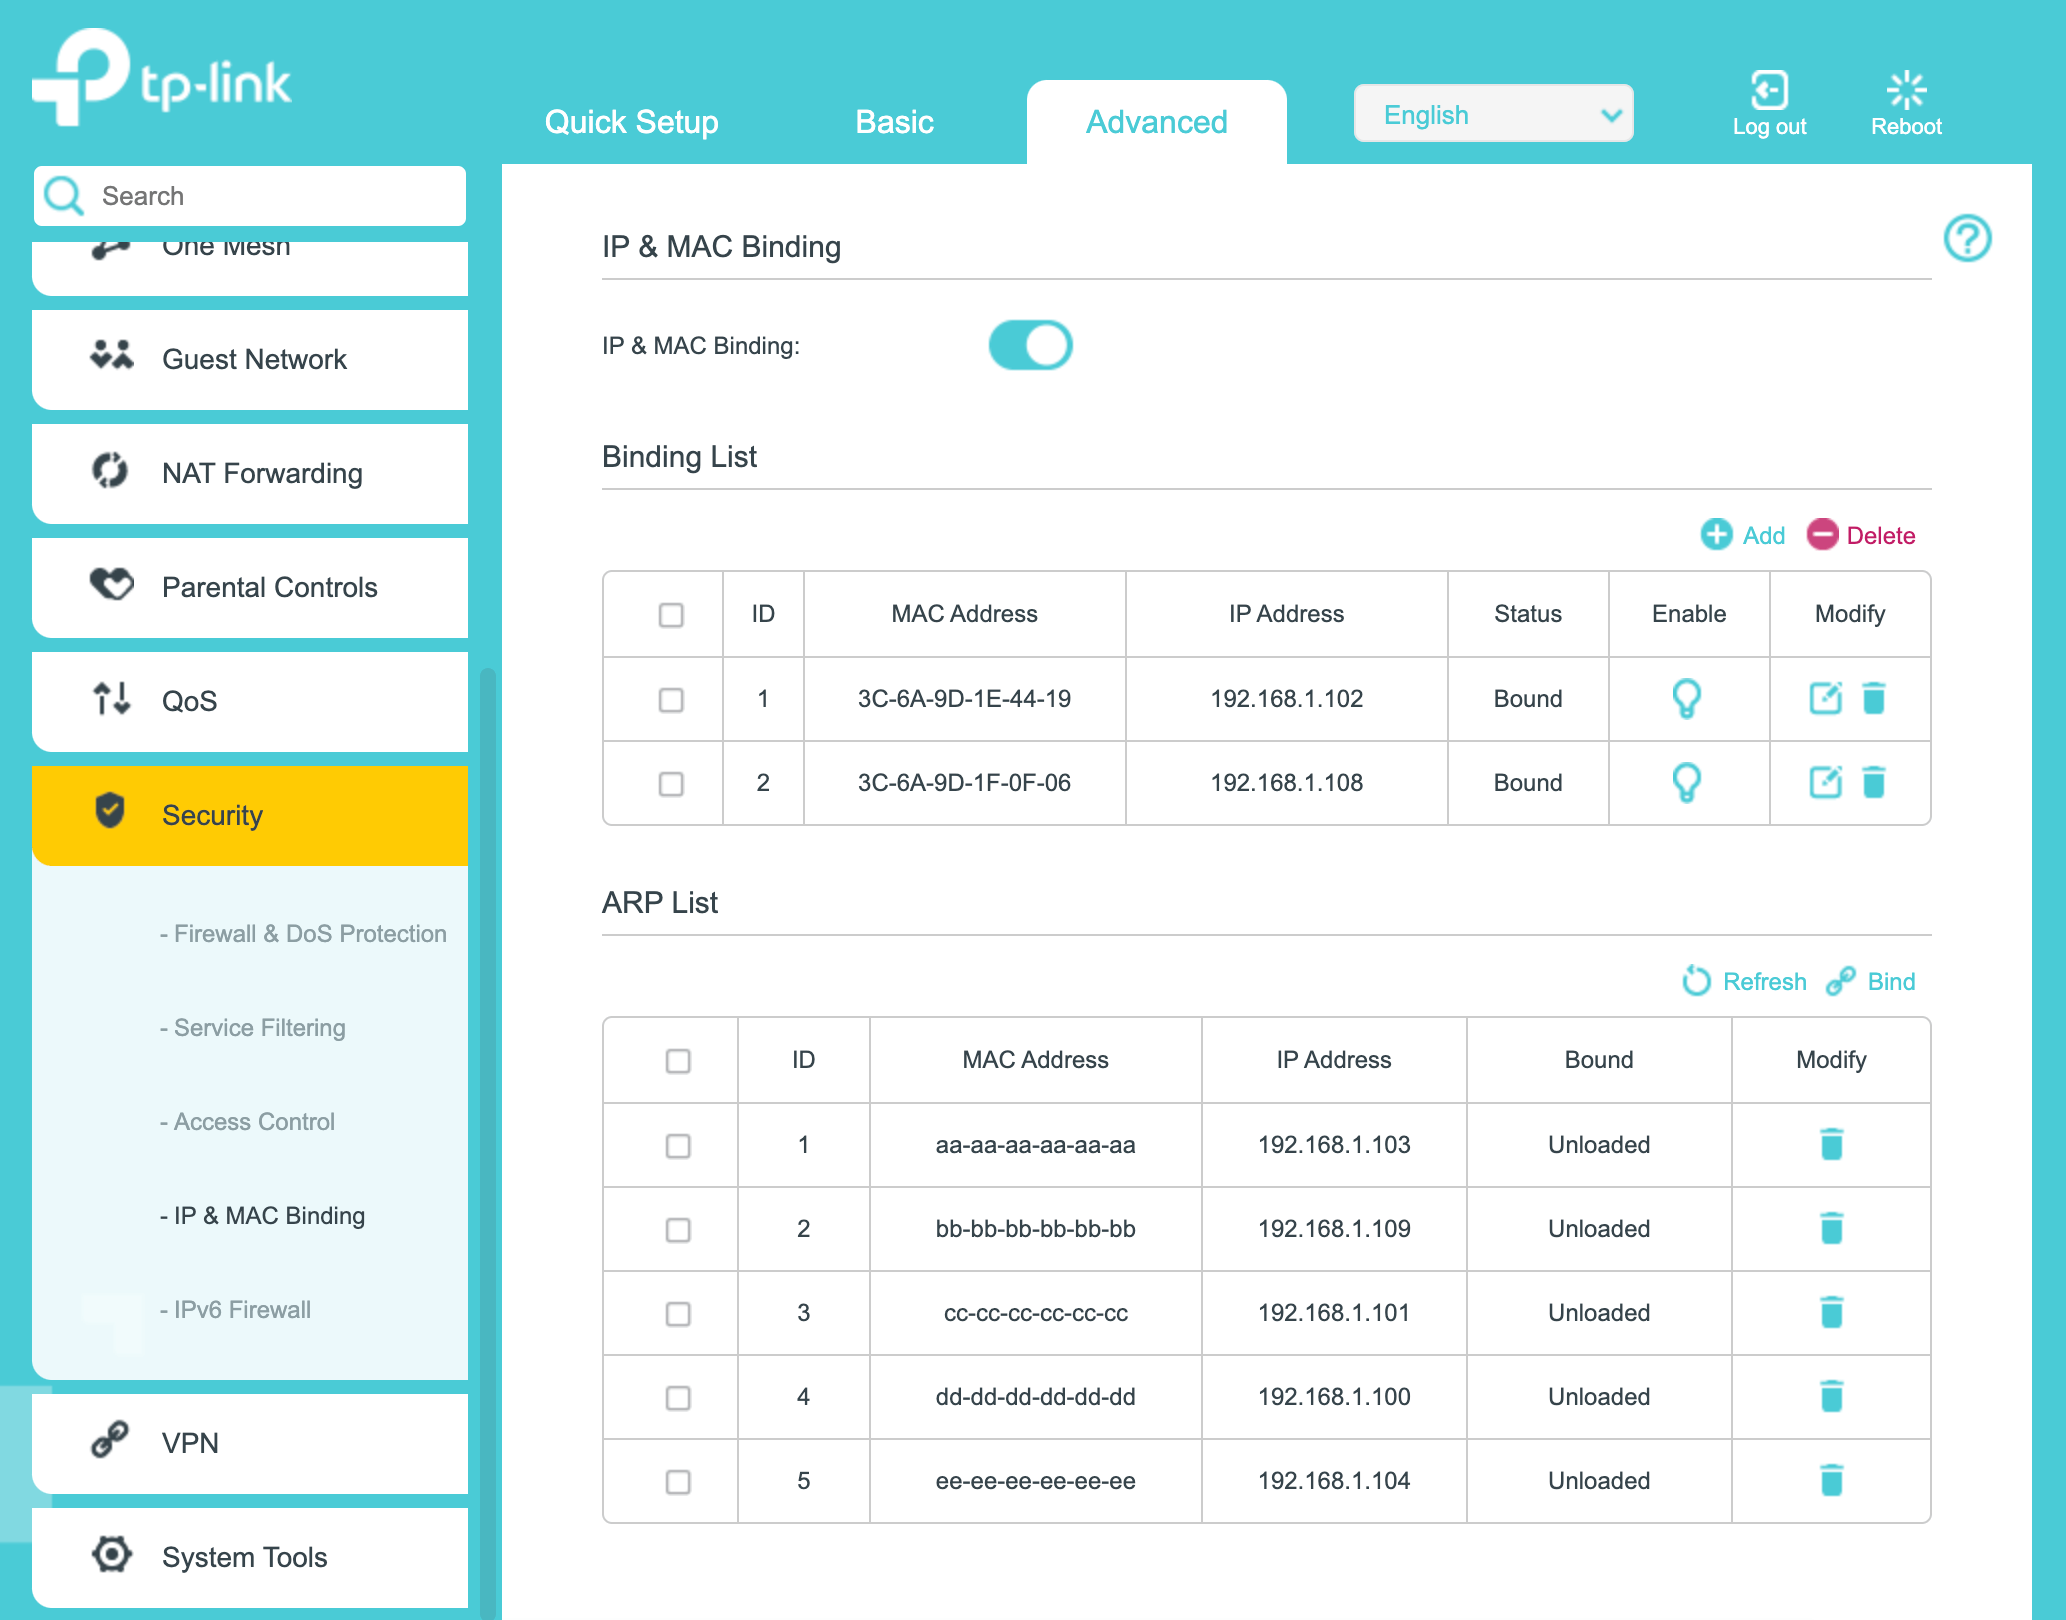 tp-link
Quick Setup
Basic
Advanced
English
Log out
Reboot
Search
One Mesh
Guest Network
NAT Forwarding
Parental Controls
QoS
Security
- Firewall & DoS Protection
- Service Filtering
- Access Control
- IP & MAC Binding
- IPv6 Firewall
VPN
System Tools
IP & MAC Binding
?
IP & MAC Binding:
Binding List
Add Delete
ID MAC Address IP Address Status Enable Modify
1 3C-6A-9D-1E-44-19 192.168.1.102 Bound
2 3C-6A-9D-1F-0F-06 192.168.1.108 Bound
ARP List
Refresh Bind
ID MAC Address IP Address Bound Modify
1 aa-aa-aa-aa-aa-aa 192.168.1.103 Unloaded
2 bb-bb-bb-bb-bb-bb 192.168.1.109 Unloaded
3 cc-cc-cc-cc-cc-cc 192.168.1.101 Unloaded
4 dd-dd-dd-dd-dd-dd 192.168.1.100 Unloaded
5 ee-ee-ee-ee-ee-ee 192.168.1.104 Unloaded